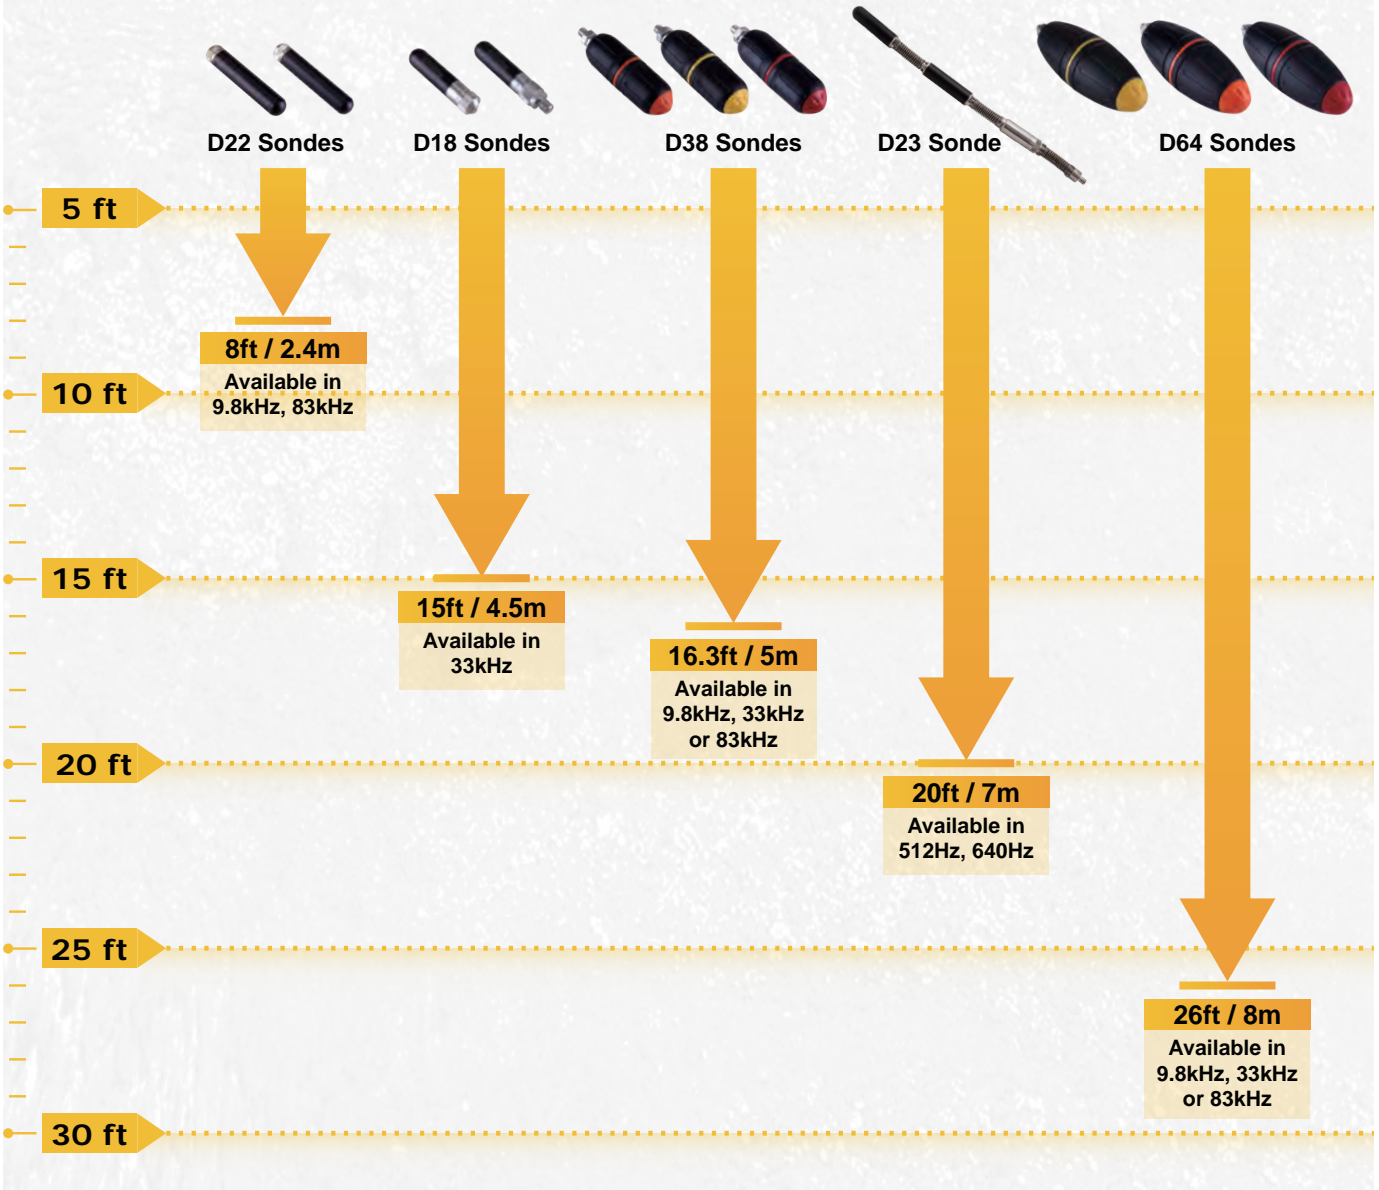 D22 Sondes
D18 Sondes
D38 Sondes
D23 Sonde
D64 Sondes
5 ft
8ft / 2.4m
Available in
9.8kHz, 83kHz
10 ft
15 ft
15ft / 4.5m
Available in
33kHz
16.3ft / 5m
Available in
9.8kHz, 33kHz
or 83kHz
20 ft
20ft / 7m
Available in
512Hz, 640Hz
25 ft
26ft / 8m
Available in
9.8kHz, 33kHz
or 83kHz
30 ft